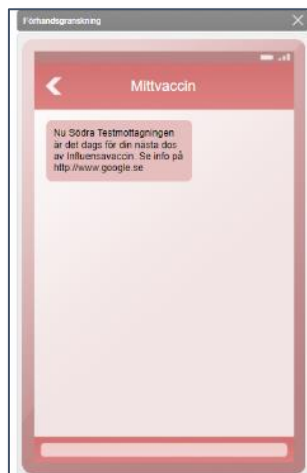 Förhandsgranskning
Mittvaccin
Nu Södra Testmottagningen
är det dags för din nästa dos
av Influensavaccin. Se info på
http://www.google.se